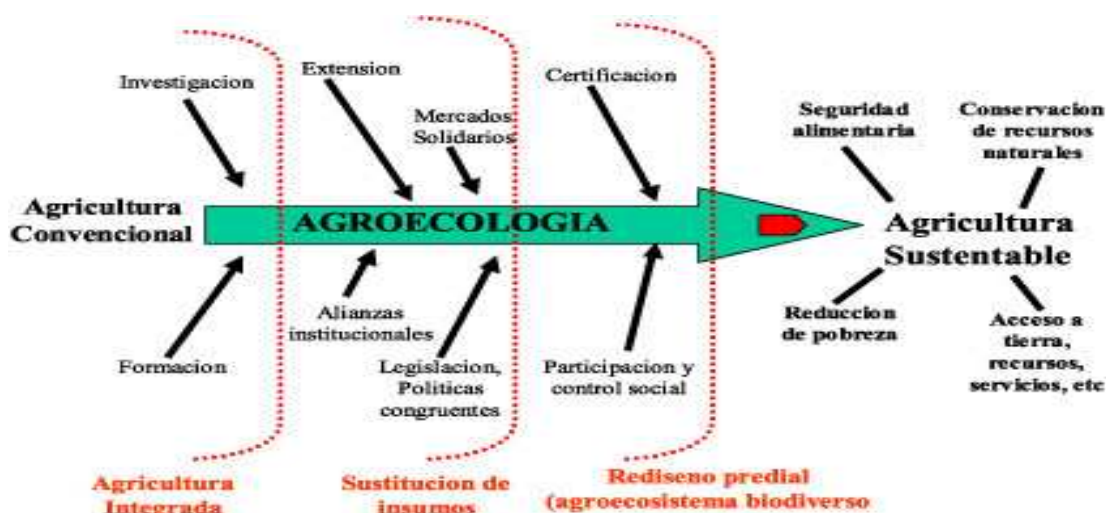 Investigacion
Extension
Mercados
Solidarios
Certificacion
Seguridad
alimentaria
Conservacion
de recursos
naturales
Agricultura
Convencional
AGROECOLOGIA
Agricultura
Sustentable
Formacion
Alianzas
institucionales
Legislacion,
Politicas
congruentes
Participacion y
control social
Reduccion
de pobreza
Acceso a
tierra,
recursos,
servicios, etc
Agricultura
Integrada
Sustitucion de
insumos
Rediseno predial
(agroecosistema biodiverso